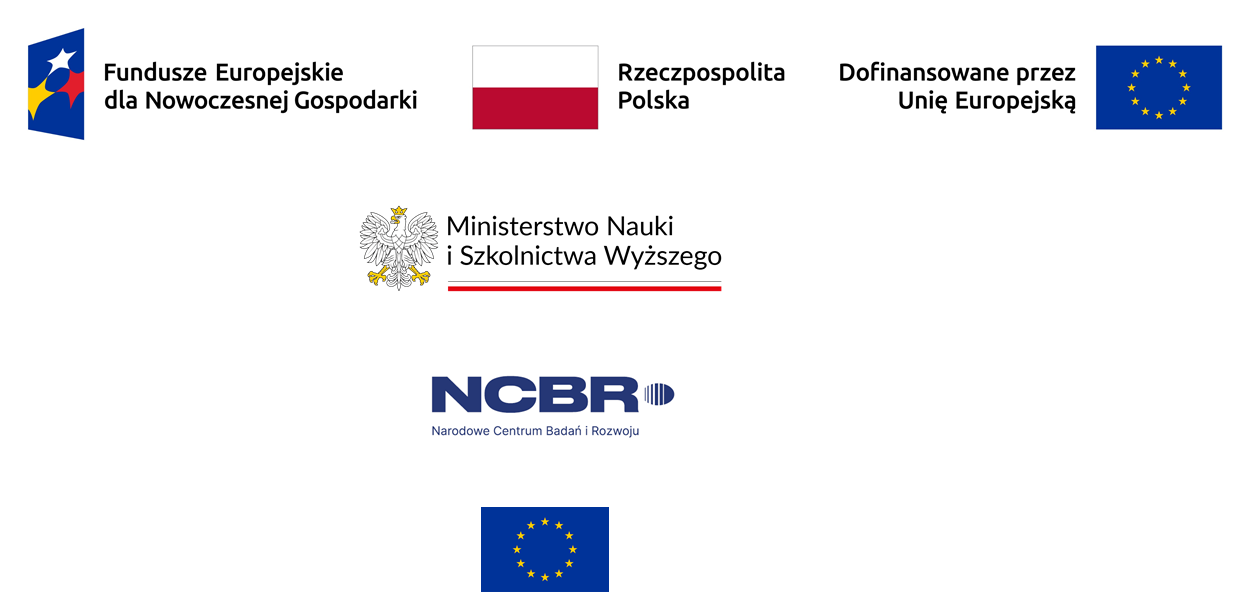 Fundusze Europejskie
dla Nowoczesnej Gospodarki
Rzeczpospolita
Polska
Dofinansowane przez
Unię Europejską
Ministerstwo Nauki
i Szkolnictwa Wyższego
NCBR
Narodowe Centrum Badań i Rozwoju